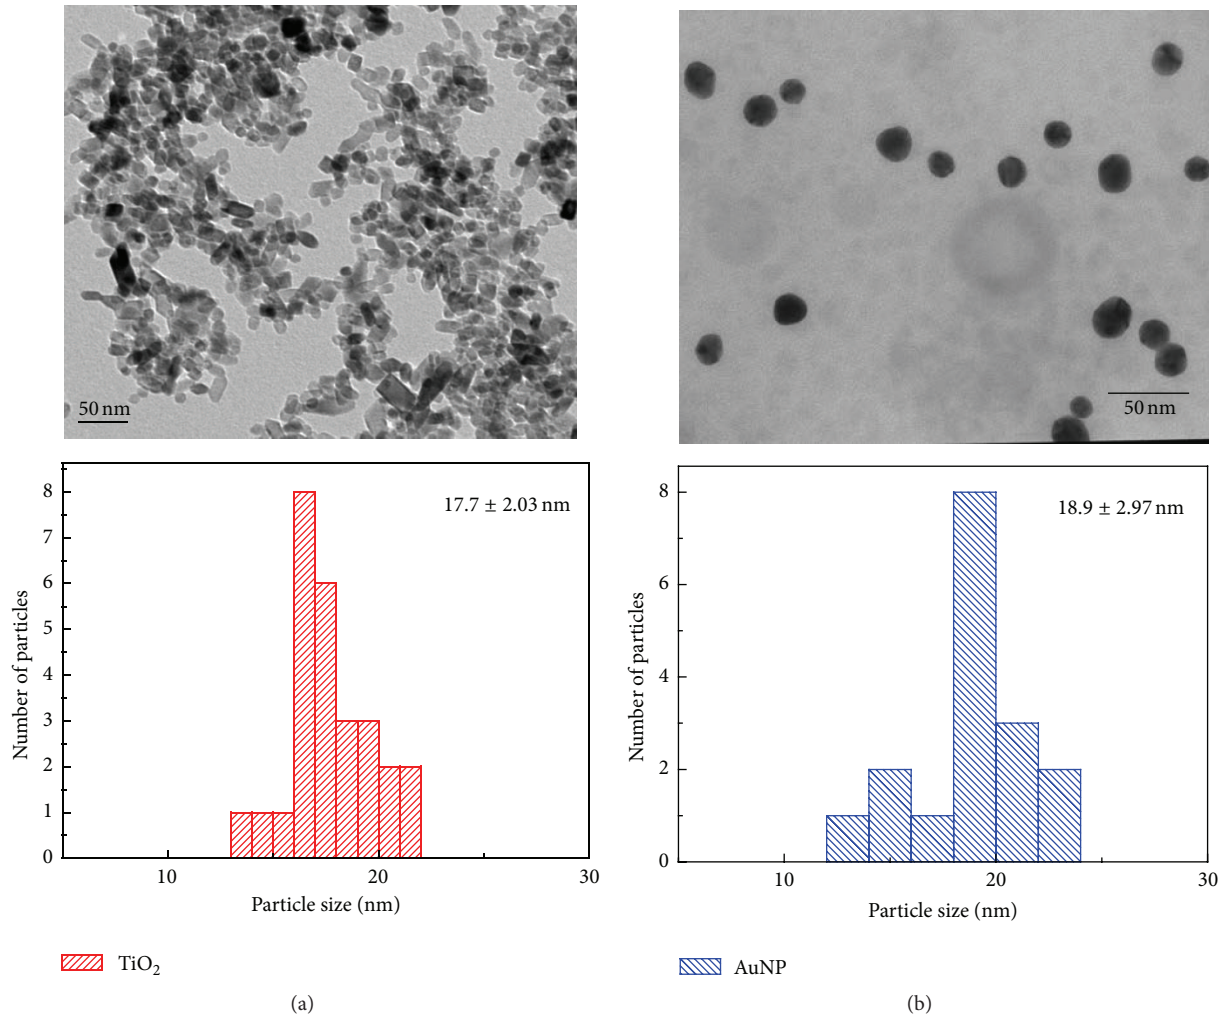 50 nm
50 nm
17.7 ± 2.03 nm
Number of particles
8
7
6
5
4
3
2
1
0
10
20
30
Particle size (nm)
TiO₂
(a)
18.9 ± 2.97 nm
Number of particles
8
6
4
2
0
10
20
30
Particle size (nm)
AuNP
(b)